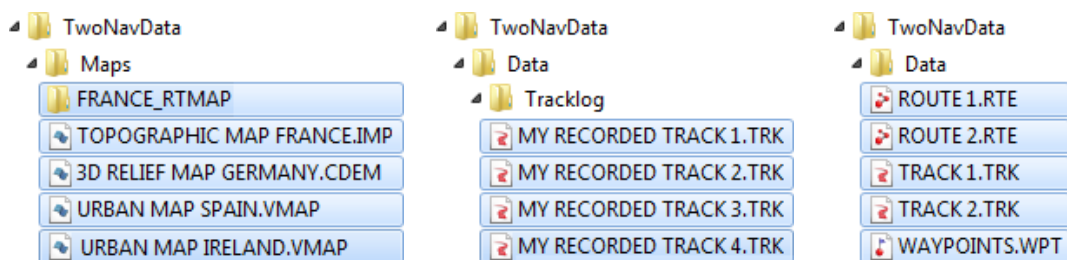 TwoNavData
Maps
FRANCE_RTMAP
TOPOGRAPHIC MAP FRANCE.IMP
3D RELIEF MAP GERMANY.CDEM
URBAN MAP SPAIN.VMAP
URBAN MAP IRELAND.VMAP
TwoNavData
Data
Tracklog
MY RECORDED TRACK 1.TRK
MY RECORDED TRACK 2.TRK
MY RECORDED TRACK 3.TRK
MY RECORDED TRACK 4.TRK
TwoNavData
Data
ROUTE 1.RTE
ROUTE 2.RTE
TRACK 1.TRK
TRACK 2.TRK
WAYPOINTS.WPT